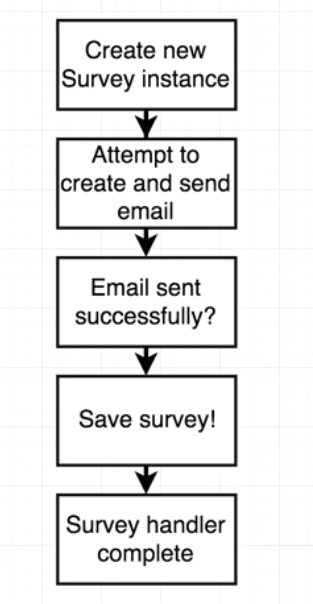 Create new
Survey instance
Attempt to
create and send
email
Email sent
successfully?
Save survey!
Survey handler
complete